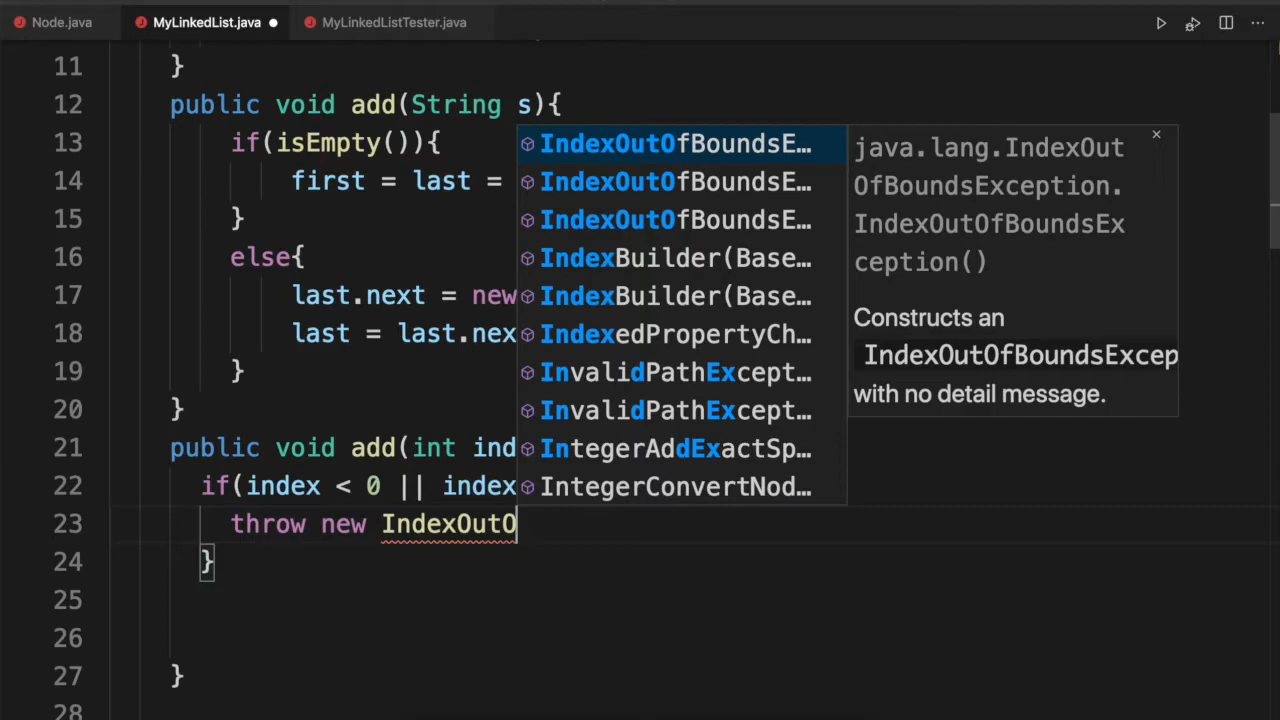 Node.java MyLinkedList.java MyLinkedListTester.java
11 }
12 public void add(String s){
13 if(isEmpty()){
14 first = last =
15 }
16 else{
17 last.next = new
18 last = last.nex
19 }
20 }
21 public void add(int ind
22 if(index < 0 || index
23 throw new IndexOutO
24 }
25
26
27 }
28
IndexOutOfBoundsE…
IndexOutOfBoundsE…
IndexOutOfBoundsE…
IndexBuilder(Base…
IndexBuilder(Base…
IndexedPropertyCh…
InvalidPathExcept…
InvalidPathExcept…
IntegerAddExactSp…
IntegerConvertNod…
java.lang.IndexOut
OfBoundsException.
IndexOutOfBoundsEx
ception()
Constructs an
IndexOutOfBoundsExcep
with no detail message.